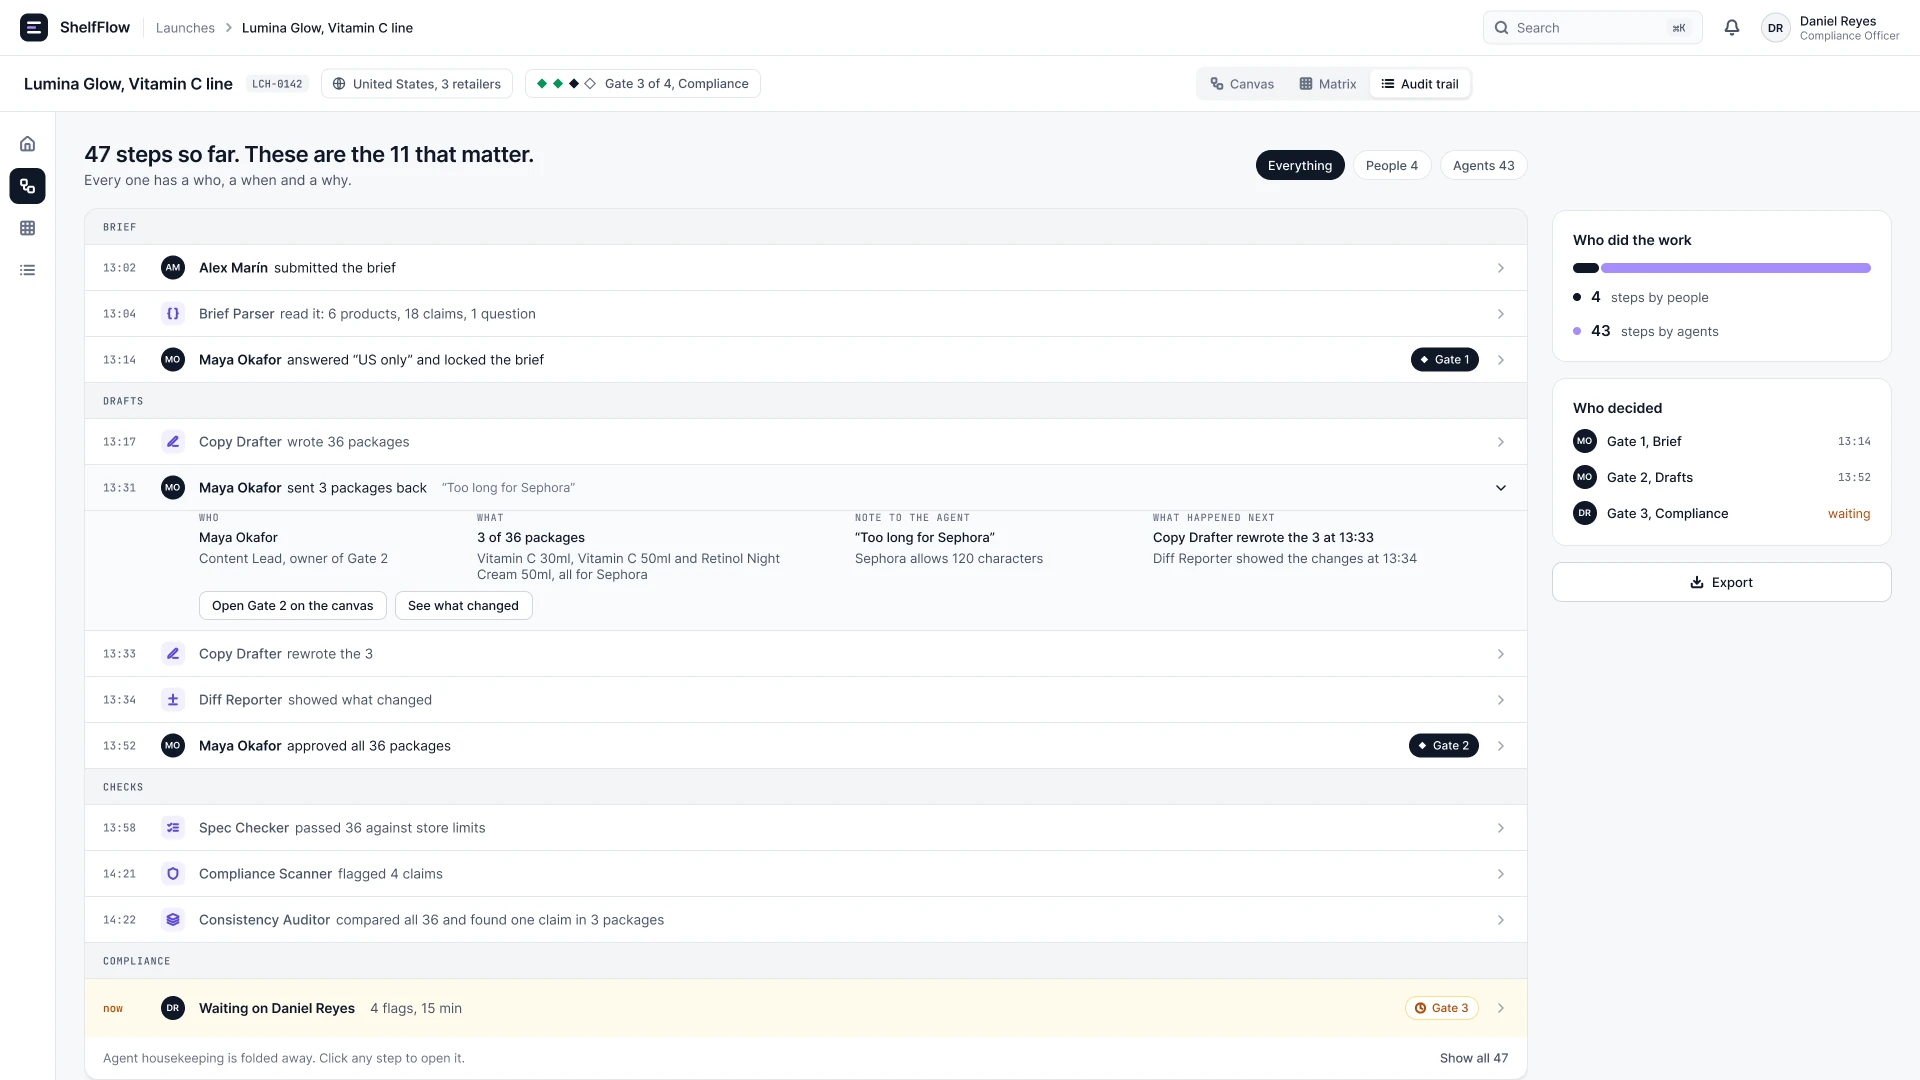 ShelfFlow
Launches
Lumina Glow, Vitamin C line
Search
⌘K
DR
Daniel Reyes
Compliance Officer
Lumina Glow, Vitamin C line
LCH-0142
United States, 3 retailers
Gate 3 of 4, Compliance
Canvas
Matrix
Audit trail
47 steps so far. These are the 11 that matter.
Every one has a who, a when and a why.
Everything
People 4
Agents 43
BRIEF
13:02 AM Alex Marín submitted the brief
13:04 {} Brief Parser read it: 6 products, 18 claims, 1 question
13:14 MO Maya Okafor answered “US only” and locked the brief Gate 1
DRAFTS
13:17 Copy Drafter wrote 36 packages
13:31 MO Maya Okafor sent 3 packages back “Too long for Sephora”
WHO
Maya Okafor
Content Lead, owner of Gate 2
WHAT
3 of 36 packages
Vitamin C 30ml, Vitamin C 50ml and Retinol Night
Cream 50ml, all for Sephora
NOTE TO THE AGENT
“Too long for Sephora”
Sephora allows 120 characters
WHAT HAPPENED NEXT
Copy Drafter rewrote the 3 at 13:33
Diff Reporter showed the changes at 13:34
Open Gate 2 on the canvas
See what changed
13:33 Copy Drafter rewrote the 3
13:34 ± Diff Reporter showed what changed
13:52 MO Maya Okafor approved all 36 packages Gate 2
CHECKS
13:58 Spec Checker passed 36 against store limits
14:21 Compliance Scanner flagged 4 claims
14:22 Consistency Auditor compared all 36 and found one claim in 3 packages
COMPLIANCE
now DR Waiting on Daniel Reyes 4 flags, 15 min Gate 3
Agent housekeeping is folded away. Click any step to open it.
Show all 47
Who did the work
4 steps by people
43 steps by agents
Who decided
MO Gate 1, Brief 13:14
MO Gate 2, Drafts 13:52
DR Gate 3, Compliance waiting
Export